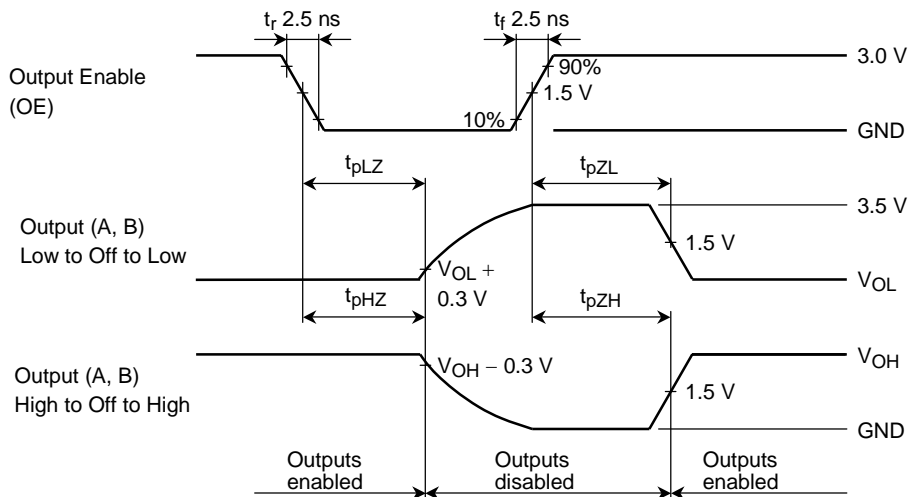 tr 2.5 ns
tf 2.5 ns
Output Enable
(OE)
90%
1.5 V
10%
3.0 V
GND
tpLZ
tpZL
Output (A, B)
Low to Off to Low
3.5 V
1.5 V
VOL +
0.3 V
VOL
tpHZ
tpZH
Output (A, B)
High to Off to High
VOH − 0.3 V
VOH
1.5 V
GND
Outputs
enabled
Outputs
disabled
Outputs
enabled